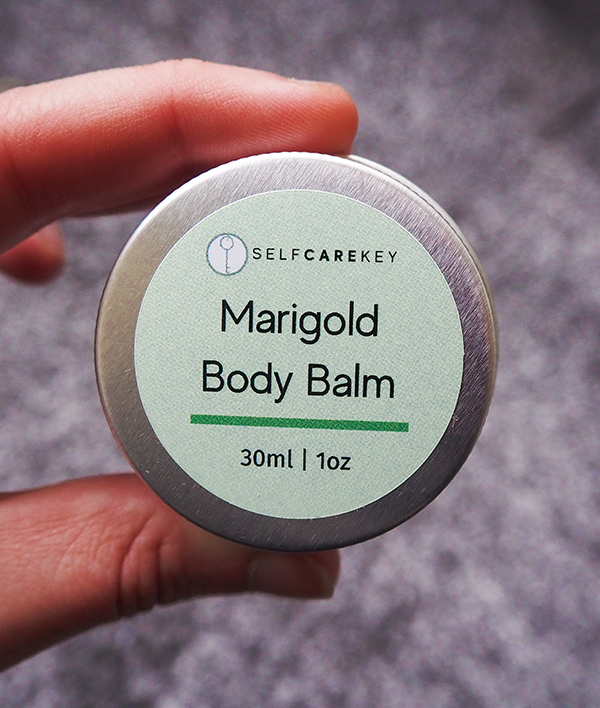 SELFCAREKEY
Marigold
Body Balm
30ml | 1oz